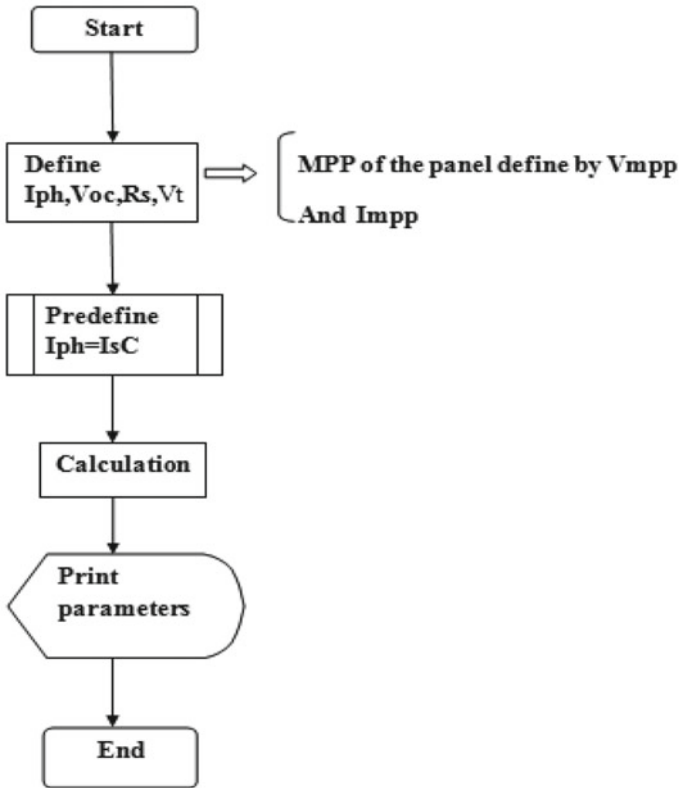 Start
Define
Iph,Voc,Rs,Vt
MPP of the panel define by Vmpp
And Impp
Predefine
Iph=IsC
Calculation
Print
parameters
End